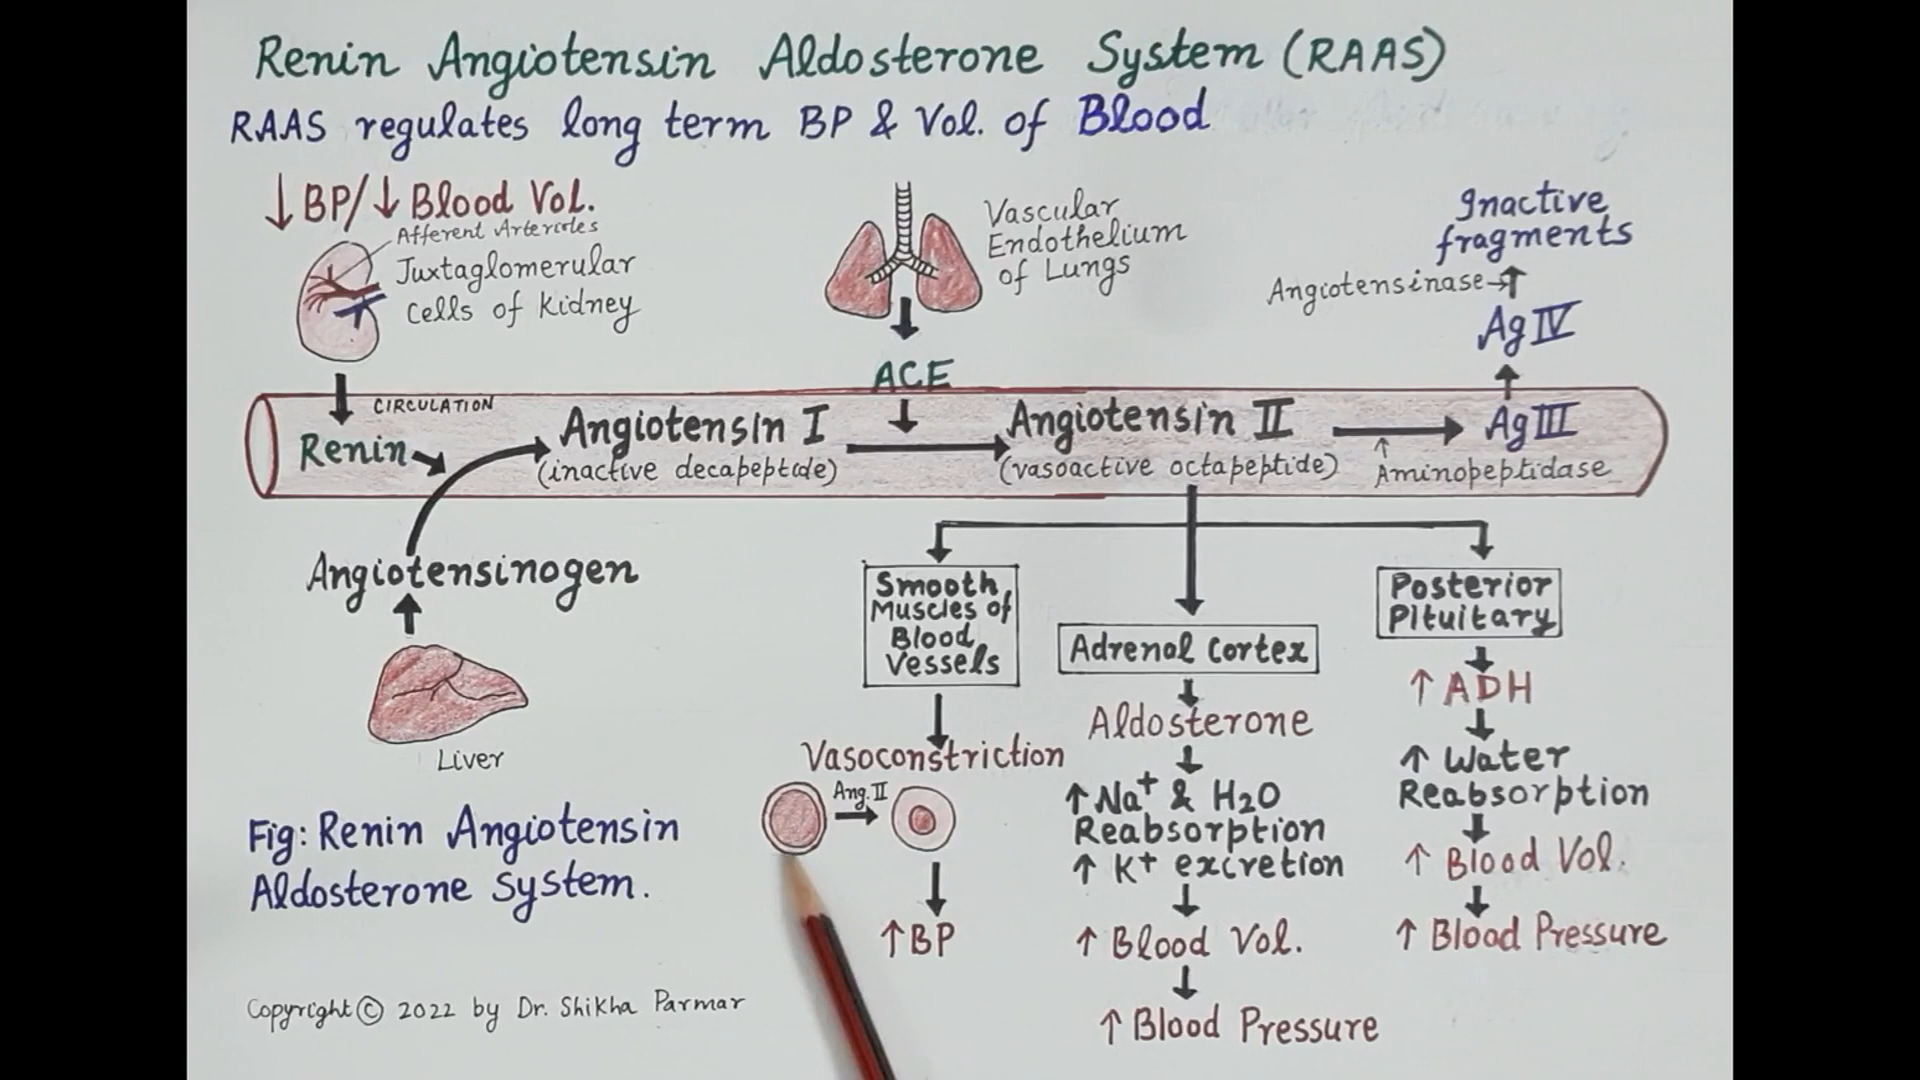 Renin Angiotensin Aldosterone System (RAAS)
RAAS regulates long term BP & Vol. of Blood
↓ BP/↓ Blood Vol.
Afferent Arterioles
Juxtaglomerular
Cells of Kidney
Vascular
Endothelium
of Lungs
Inactive
fragments
Angiotensinase→↑
Ag IV
ACE
CIRCULATION
Renin
Angiotensin I
(inactive decapeptide)
Angiotensin II
(vasoactive octapeptide)
Ag III
Aminopeptidase
Angiotensinogen
Liver
Smooth
Muscles of
Blood
Vessels
Vasoconstriction
Ang. II
↑BP
Adrenal Cortex
Aldosterone
↑Na+ & H2O
Reabsorption
↑ K+ excretion
↑ Blood Vol.
↑ Blood Pressure
Posterior
Pituitary
↑ ADH
↑ Water
Reabsorption
↑ Blood Vol.
↑ Blood Pressure
Fig: Renin Angiotensin
Aldosterone System.
Copyright © 2022 by Dr. Shikha Parmar